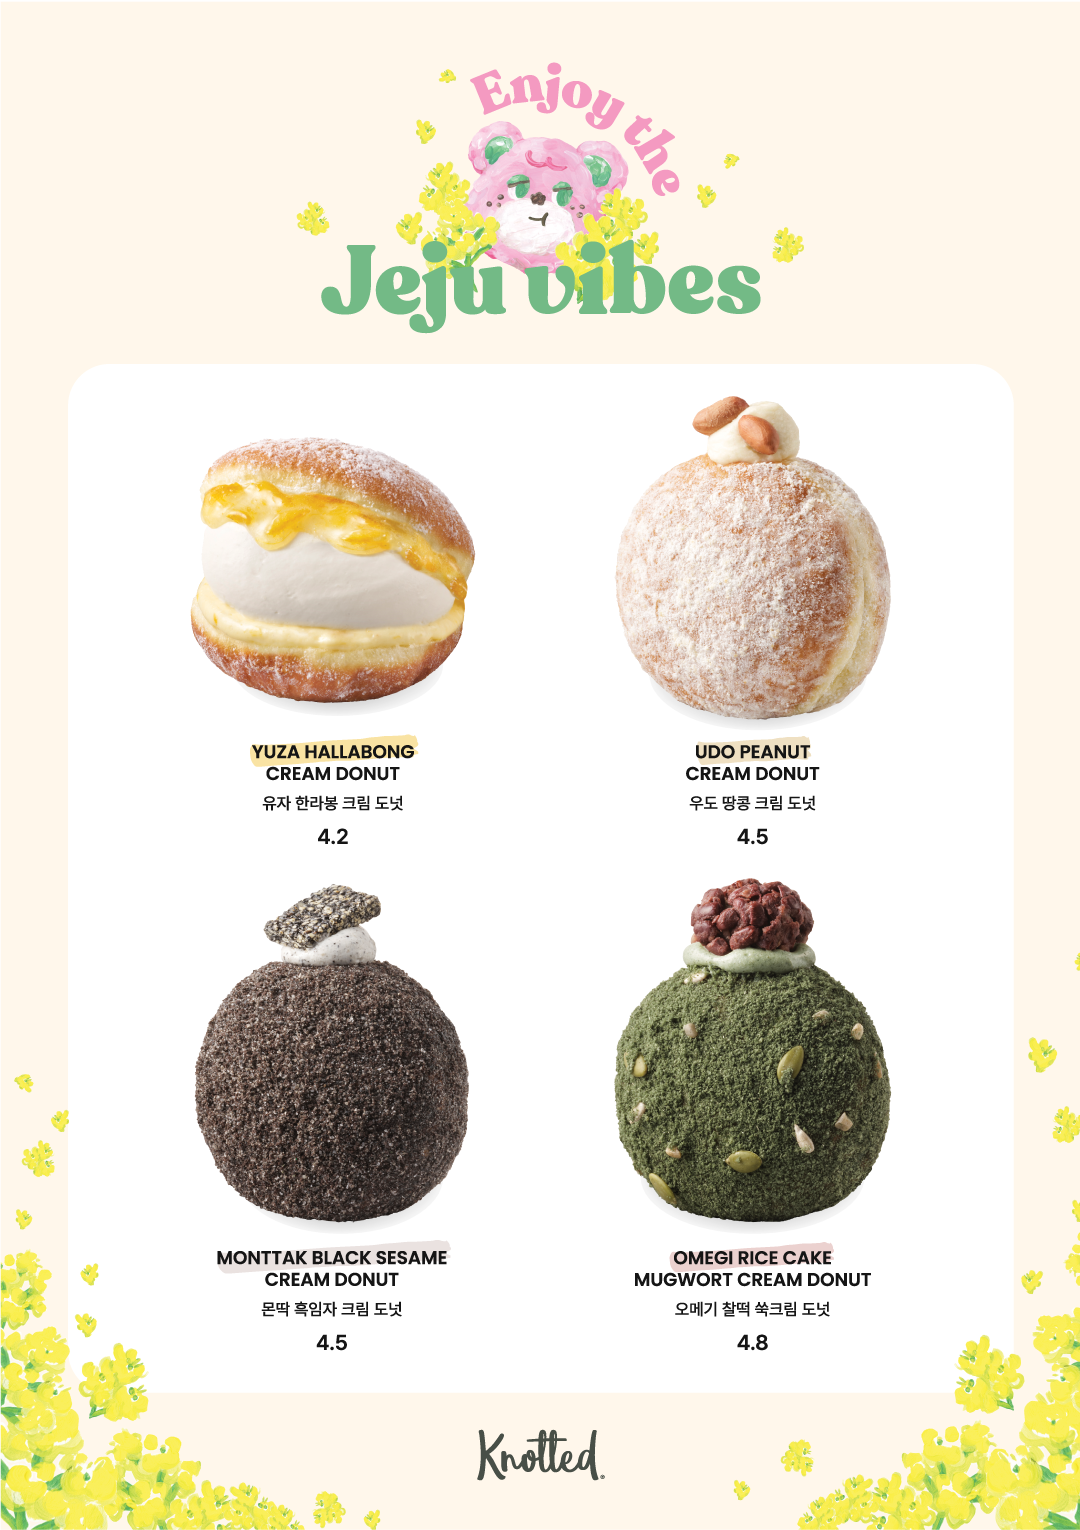 Enjoy the
Jeju vibes
YUZA HALLABONG
CREAM DONUT
유자 한라봉 크림 도넛
4.2
UDO PEANUT
CREAM DONUT
우도 땅콩 크림 도넛
4.5
MONTTAK BLACK SESAME
CREAM DONUT
몬딱 흑임자 크림 도넛
4.5
OMEGI RICE CAKE
MUGWORT CREAM DONUT
오메기 찰떡 쑥크림 도넛
4.8
Knotted